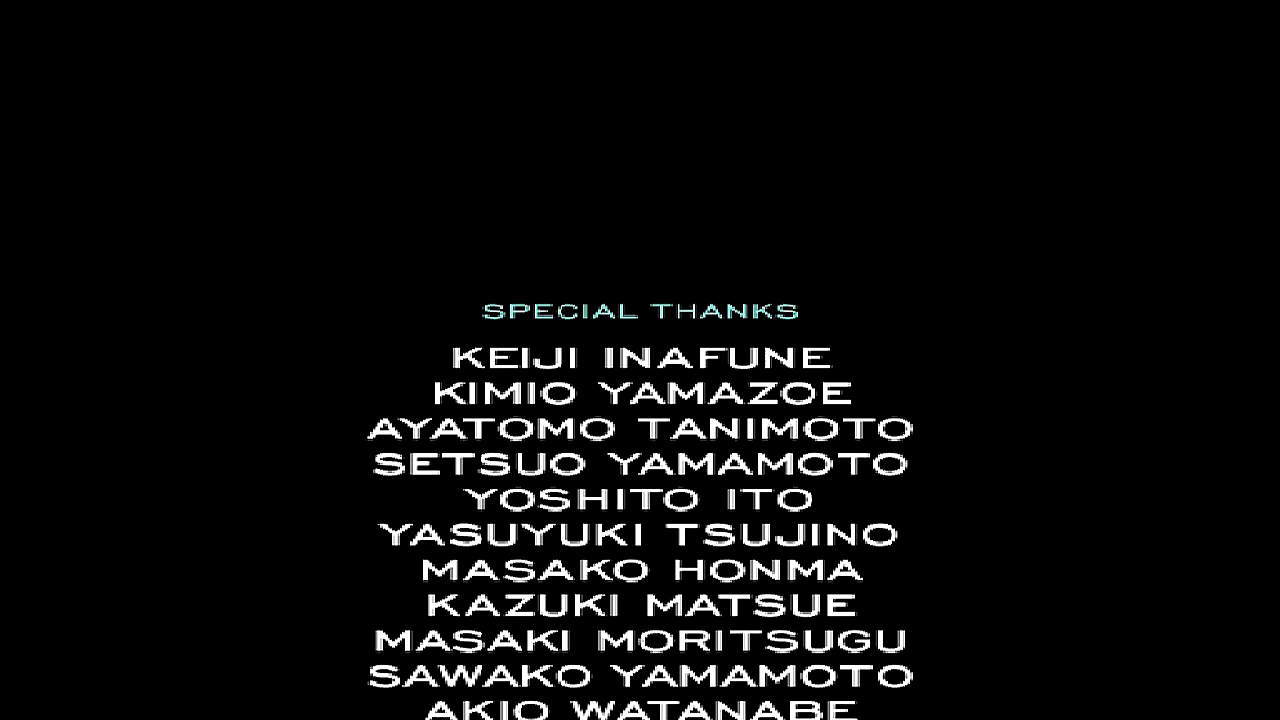 SPECIAL THANKS
KEIJI INAFUNE
KIMIO YAMAZOE
AYATOMO TANIMOTO
SETSUO YAMAMOTO
YOSHITO ITO
YASUYUKI TSUJINO
MASAKO HONMA
KAZUKI MATSUE
MASAKI MORITSUGU
SAWAKO YAMAMOTO
AKIO WATANABE